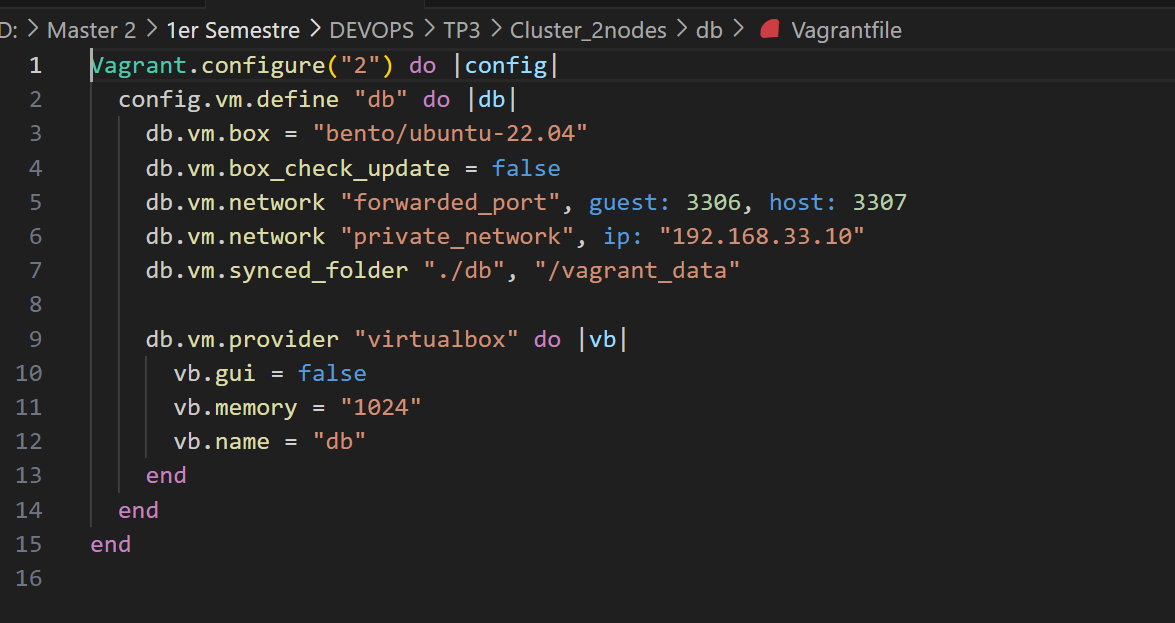 D: > Master 2 > 1er Semestre > DEVOPS > TP3 > Cluster_2nodes > db > Vagrantfile
1 Vagrant.configure("2") do |config|
2 config.vm.define "db" do |db|
3 db.vm.box = "bento/ubuntu-22.04"
4 db.vm.box_check_update = false
5 db.vm.network "forwarded_port", guest: 3306, host: 3307
6 db.vm.network "private_network", ip: "192.168.33.10"
7 db.vm.synced_folder "./db", "/vagrant_data"
8
9 db.vm.provider "virtualbox" do |vb|
10 vb.gui = false
11 vb.memory = "1024"
12 vb.name = "db"
13 end
14 end
15 end
16